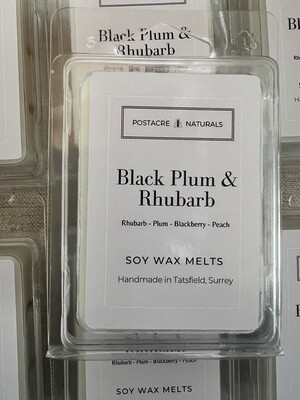 Black Plum &
Rhubarb
POSTACRE NATURALS
Black Plum &
Rhubarb
Rhubarb - Plum - Blackberry - Peach
SOY WAX MELTS
Handmade in Tatsfield, Surrey
Rhubarb - Plum - Blackberry - Peach
SOY WAX MELTS